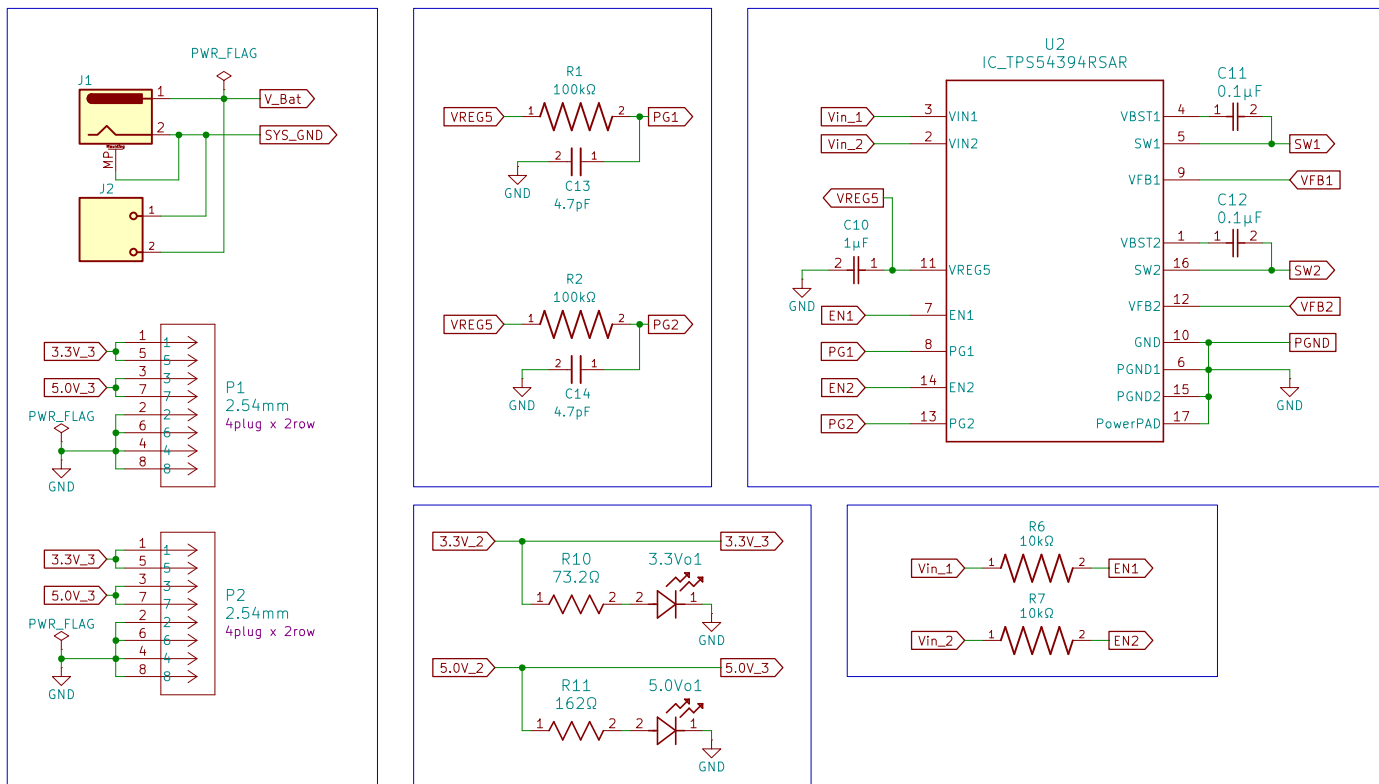 PWR_FLAG
J1
1
V_Bat
2
SYS_GND
MP
Mounting
J2
1
2
3.3V_3
5.0V_3
PWR_FLAG
GND
1 1
5 5
3 3
7 7
2 2
6 6
4 4
8 8
P1
2.54mm
4plug x 2row
3.3V_3
5.0V_3
PWR_FLAG
GND
1 1
5 5
3 3
7 7
2 2
6 6
4 4
8 8
P2
2.54mm
4plug x 2row
R1
100kΩ
VREG5 1 2 PG1
2 1
GND
C13
4.7pF
R2
100kΩ
VREG5 1 2 PG2
2 1
GND
C14
4.7pF
U2
IC_TPS54394RSAR
Vin_1 3 VIN1
Vin_2 2 VIN2
VREG5
C10
1µF
2 1 11 VREG5
GND
EN1 7 EN1
PG1 8 PG1
EN2 14 EN2
PG2 13 PG2
C11
0.1µF
VBST1 4 1 2
SW1 5 SW1
VFB1 9 VFB1
C12
0.1µF
VBST2 1 1 2
SW2 16 SW2
VFB2 12 VFB2
GND 10 PGND
PGND1 6
PGND2 15
GND
PowerPAD 17
3.3V_2 3.3V_3
R10
73.2Ω
3.3Vo1
1 2 2 1
GND
5.0V_2 5.0V_3
R11
162Ω
5.0Vo1
1 2 2 1
GND
R6
10kΩ
Vin_1 1 2 EN1
R7
10kΩ
Vin_2 1 2 EN2